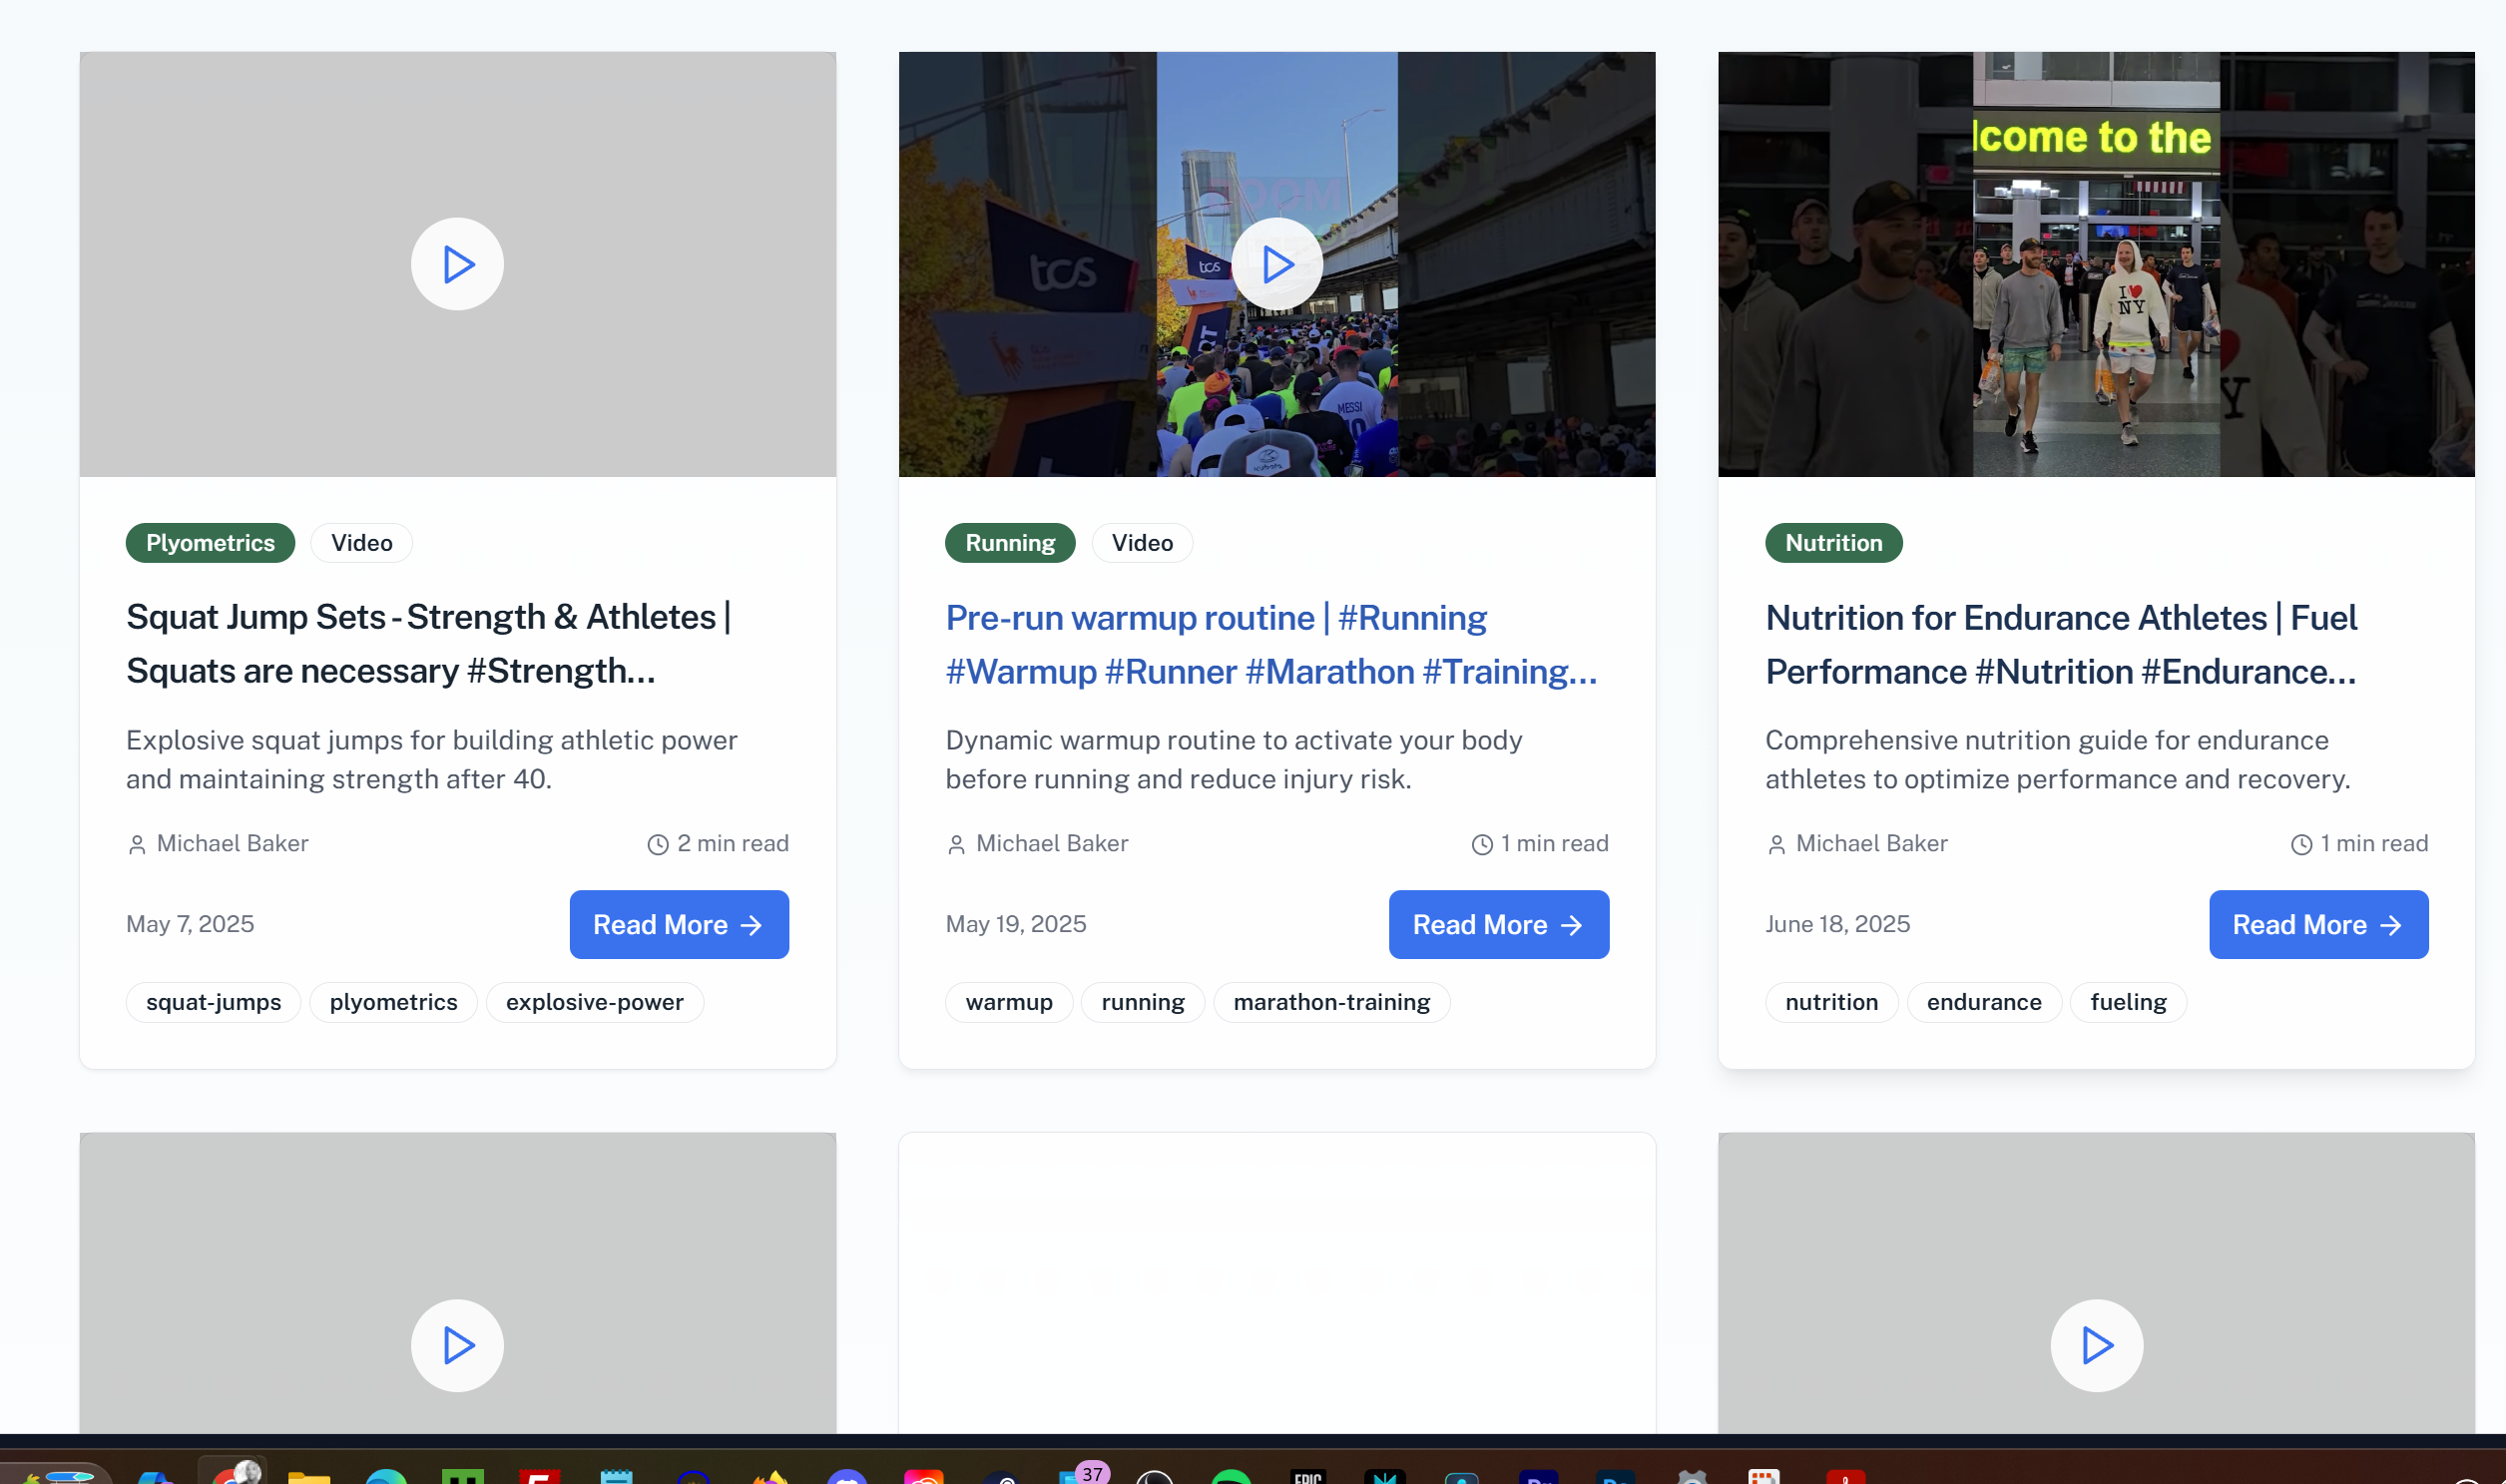 lcome to the
tcs
tcs
ROOM
RT
MESSI
I
NY
Y
Plyometrics
Video
Running
Video
Nutrition
Squat Jump Sets - Strength & Athletes |
Squats are necessary #Strength...
Pre-run warmup routine | #Running
#Warmup #Runner #Marathon #Training...
Nutrition for Endurance Athletes | Fuel
Performance #Nutrition #Endurance...
Explosive squat jumps for building athletic power
and maintaining strength after 40.
Dynamic warmup routine to activate your body
before running and reduce injury risk.
Comprehensive nutrition guide for endurance
athletes to optimize performance and recovery.
Michael Baker
2 min read
Michael Baker
1 min read
Michael Baker
1 min read
May 7, 2025
Read More
May 19, 2025
Read More
June 18, 2025
Read More
squat-jumps
plyometrics
explosive-power
warmup
running
marathon-training
nutrition
endurance
fueling
37
EPIC